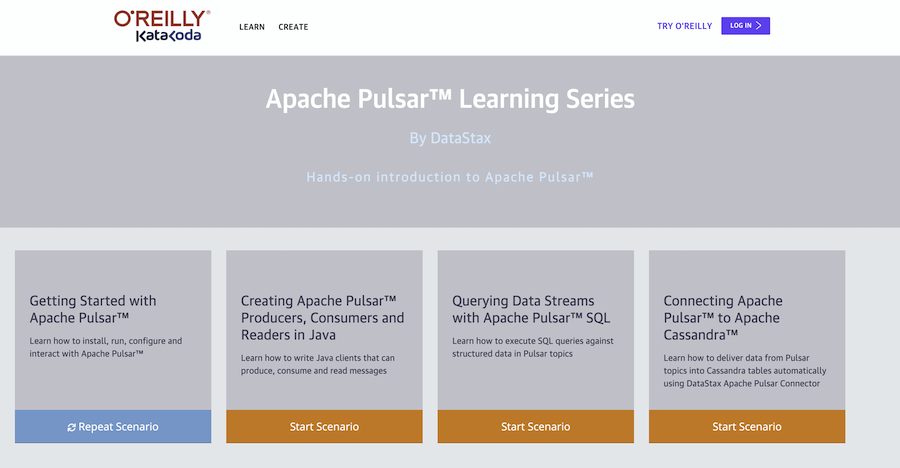 O'REILLY®
KataKoda
LEARN CREATE
TRY O'REILLY LOG IN
Apache Pulsar™ Learning Series
By DataStax
Hands-on introduction to Apache Pulsar™
Getting Started with
Apache Pulsar™
Learn how to install, run, configure and
interact with Apache Pulsar™
Repeat Scenario
Creating Apache Pulsar™
Producers, Consumers and
Readers in Java
Learn how to write Java clients that can
produce, consume and read messages
Start Scenario
Querying Data Streams
with Apache Pulsar™ SQL
Learn how to execute SQL queries against
structured data in Pulsar topics
Start Scenario
Connecting Apache
Pulsar™ to Apache
Cassandra™
Learn how to deliver data from Pulsar
topics into Cassandra tables automatically
using DataStax Apache Pulsar Connector
Start Scenario